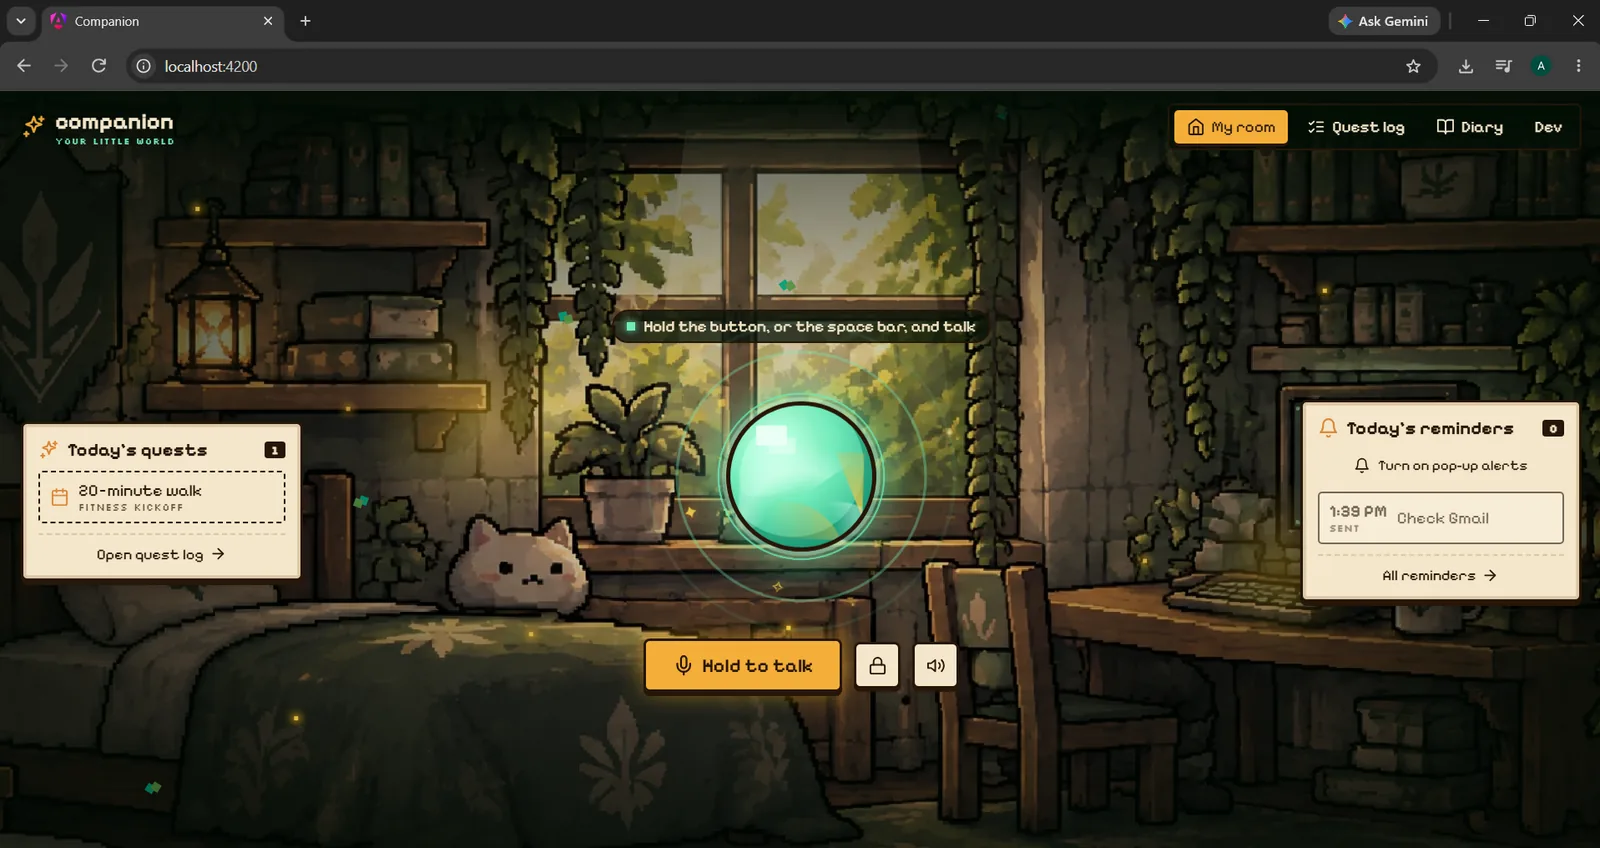 Companion
Ask Gemini
localhost:4200
A
companion
YOUR LITTLE WORLD
My room
Quest log
Diary
Dev
Hold the button, or the space bar, and talk
Today's quests
1
20-minute walk
FITNESS KICKOFF
Open quest log →
Today's reminders
0
Turn on pop-up alerts
1:39 PM
SENT
Check Gmail
All reminders →
Hold to talk